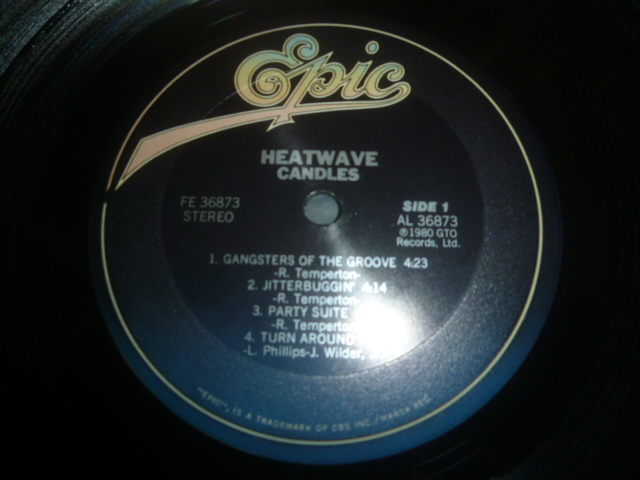 Epic
HEATWAVE
CANDLES
FE 36873
STEREO
SIDE 1
AL 36873
℗1980 GTO
Records, Ltd.
1. GANGSTERS OF THE GROOVE 4:23
-R. Temperton-
2. JITTERBUGGIN' 4:14
-R. Temperton-
3. PARTY SUITE
-R. Temperton
4. TURN AROUND
-L. Phillips-J. Wilder,
"EPIC", IS A TRADEMARK OF CBS INC./MARCA REG.